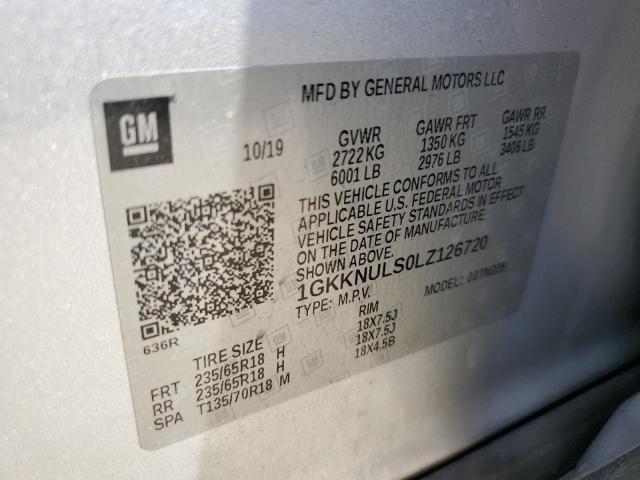 MFD BY GENERAL MOTORS LLC
GM
10/19
GVWR
2722 KG
6001 LB
GAWR FRT
1350 KG
2976 LB
GAWR RR
1545 KG
3406 LB
THIS VEHICLE CONFORMS TO ALL
APPLICABLE U.S. FEDERAL MOTOR
VEHICLE SAFETY STANDARDS IN EFFECT
ON THE DATE OF MANUFACTURE
SHOWN ABOVE.
1GKKNULS0LZ126720
TYPE: M.P.V. MODEL:
636R
TIRE SIZE RIM
FRT 235/65R18 H 18X7.5J
RR 235/65R18 H 18X7.5J
SPA T135/70R18 M 18X4.5B